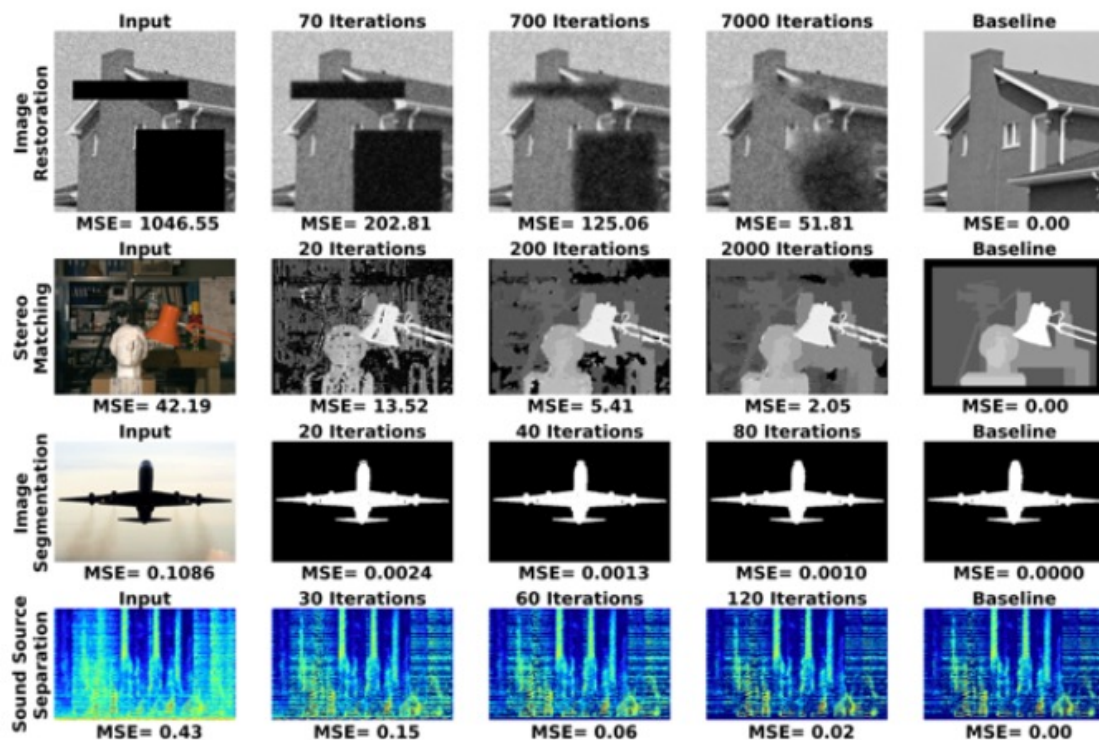 Input 70 Iterations 700 Iterations 7000 Iterations Baseline
Image
Restoration
MSE= 1046.55 MSE= 202.81 MSE= 125.06 MSE= 51.81 MSE= 0.00
Input 20 Iterations 200 Iterations 2000 Iterations Baseline
Stereo
Matching
MSE= 42.19 MSE= 13.52 MSE= 5.41 MSE= 2.05 MSE= 0.00
Input 20 Iterations 40 Iterations 80 Iterations Baseline
Image
Segmentation
MSE= 0.1086 MSE= 0.0024 MSE= 0.0013 MSE= 0.0010 MSE= 0.0000
Input 30 Iterations 60 Iterations 120 Iterations Baseline
Sound Source
Separation
MSE= 0.43 MSE= 0.15 MSE= 0.06 MSE= 0.02 MSE= 0.00